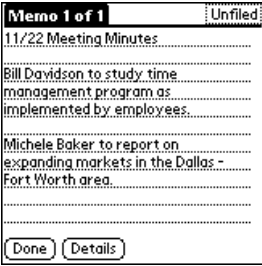 Memo 1 of 1
Unfiled
11/22 Meeting Minutes
Bill Davidson to study time
management program as
implemented by employees.
Michele Baker to report on
expanding markets in the Dallas -
Fort Worth area.
Done
Details